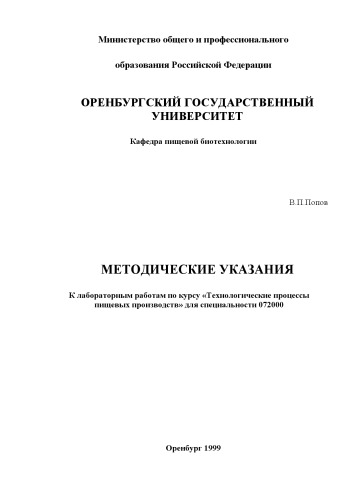 Министерство общего и профессионального
образования Российской Федерации
ОРЕНБУРГСКИЙ ГОСУДАРСТВЕННЫЙ
УНИВЕРСИТЕТ
Кафедра пищевой биотехнологии
В.П.Попов
МЕТОДИЧЕСКИЕ УКАЗАНИЯ
К лабораторным работам по курсу «Технологические процессы
пищевых производств» для специальности 072000
Оренбург 1999